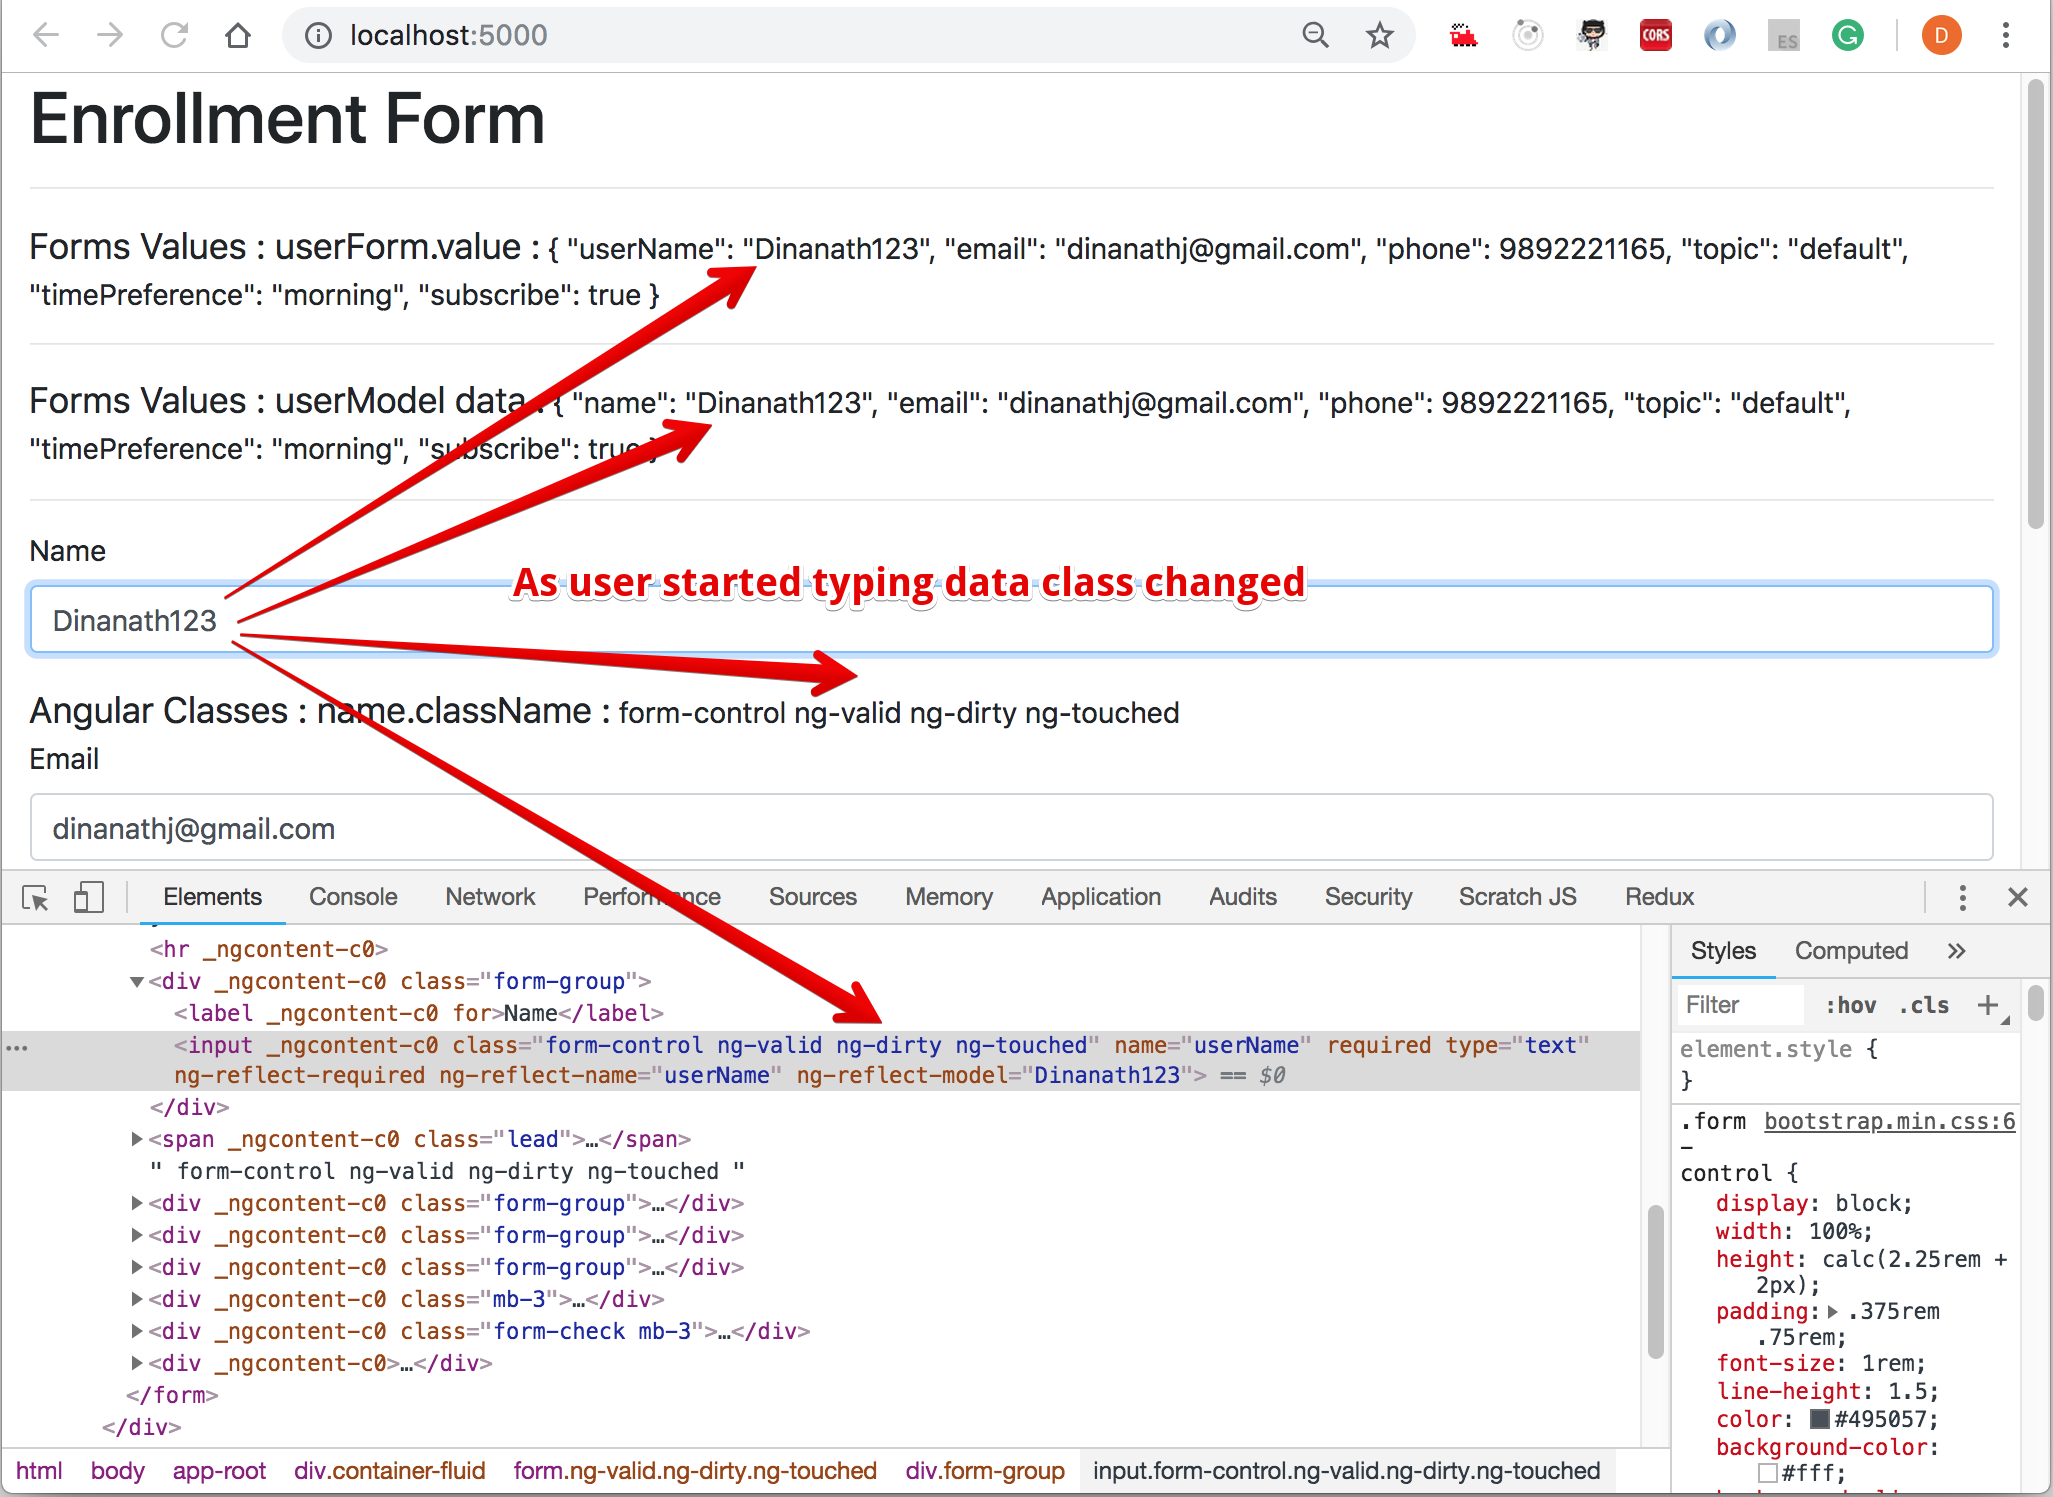 localhost:5000
CORS
ES
G
D
Enrollment Form
Forms Values : userForm.value : { "userName": "Dinanath123", "email": "dinanathj@gmail.com", "phone": 9892221165, "topic": "default",
"timePreference": "morning", "subscribe": true }
Forms Values : userModel data : { "name": "Dinanath123", "email": "dinanathj@gmail.com", "phone": 9892221165, "topic": "default",
"timePreference": "morning", "subscribe": true }
Name
As user started typing data class changed
Dinanath123
Angular Classes : name.className : form-control ng-valid ng-dirty ng-touched
Email
dinanathj@gmail.com
Elements Console Network Performance Sources Memory Application Audits Security Scratch JS Redux
<hr _ngcontent-c0>
<div _ngcontent-c0 class="form-group">
<label _ngcontent-c0 for>Name</label>
<input _ngcontent-c0 class="form-control ng-valid ng-dirty ng-touched" name="userName" required type="text"
ng-reflect-required ng-reflect-name="userName" ng-reflect-model="Dinanath123"> == $0
</div>
<span _ngcontent-c0 class="lead">…</span>
" form-control ng-valid ng-dirty ng-touched "
<div _ngcontent-c0 class="form-group">…</div>
<div _ngcontent-c0 class="form-group">…</div>
<div _ngcontent-c0 class="form-group">…</div>
<div _ngcontent-c0 class="mb-3">…</div>
<div _ngcontent-c0 class="form-check mb-3">…</div>
<div _ngcontent-c0>…</div>
</form>
</div>
html body app-root div.container-fluid form.ng-valid.ng-dirty.ng-touched div.form-group input.form-control.ng-valid.ng-dirty.ng-touched
Styles Computed »
Filter :hov .cls +
element.style {
}
.form bootstrap.min.css:6
-
control {
display: block;
width: 100%;
height: calc(2.25rem +
2px);
padding: .375rem
.75rem;
font-size: 1rem;
line-height: 1.5;
color: #495057;
background-color:
#fff;